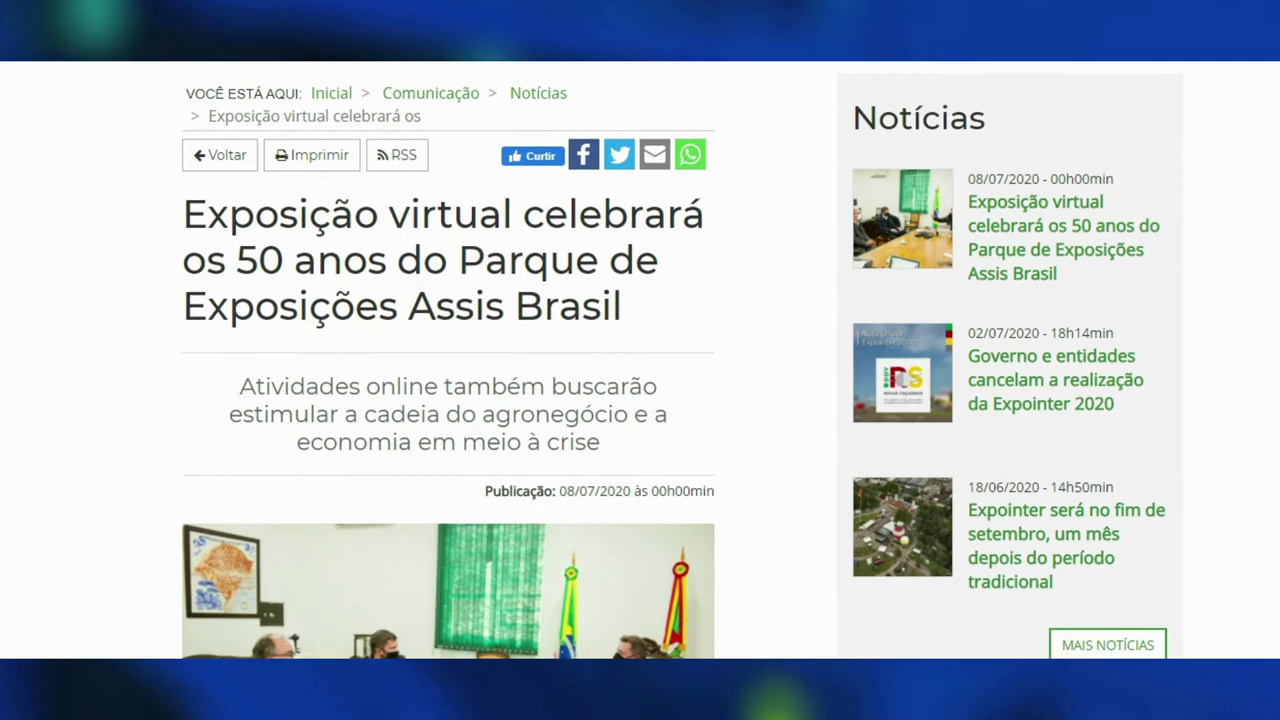 VOCÊ ESTÁ AQUI: Inicial > Comunicação > Notícias
> Exposição virtual celebrará os
Voltar
Imprimir
RSS
Curtir
Exposição virtual celebrará
os 50 anos do Parque de
Exposições Assis Brasil
Atividades online também buscarão
estimular a cadeia do agronegócio e a
economia em meio à crise
Publicação: 08/07/2020 às 00h00min
Notícias
08/07/2020 - 00h00min
Exposição virtual
celebrará os 50 anos do
Parque de Exposições
Assis Brasil
02/07/2020 - 18h14min
Governo e entidades
cancelam a realização
da Expointer 2020
RS
18/06/2020 - 14h50min
Expointer será no fim de
setembro, um mês
depois do período
tradicional
MAIS NOTÍCIAS